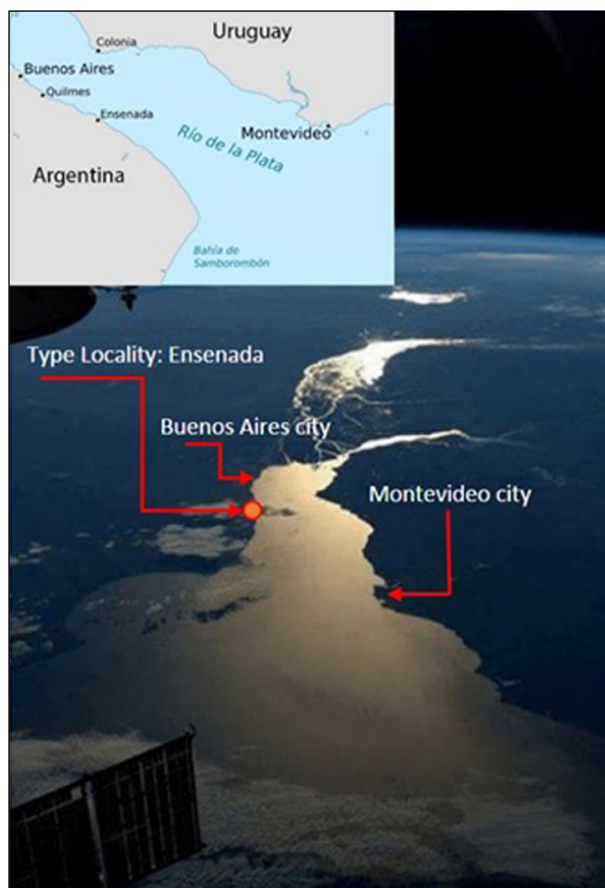 Uruguay
Colonia
Buenos Aires
Quilmes
Ensenada
Río de la Plata
Montevideo
Argentina
Bahía de
Samborombón
Type Locality: Ensenada
Buenos Aires city
Montevideo city